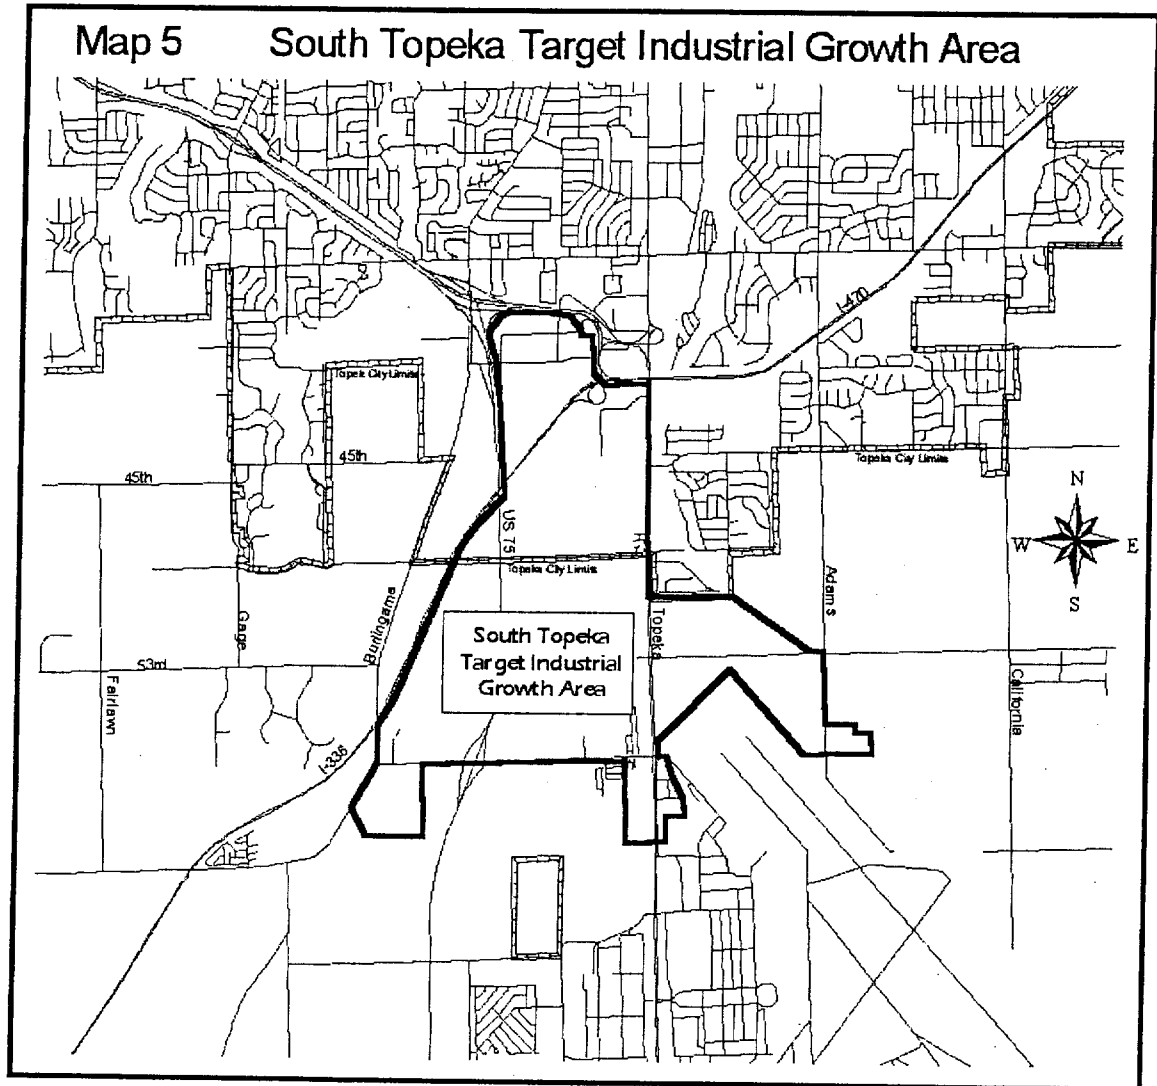 Map 5 South Topeka Target Industrial Growth Area
I-470
Topeka City Limits
45th
45th
Topeka City Limits
N
W E
S
US 75
Topeka City Limits
Adams
Burlingame
Gage
Topeka
South Topeka
Target Industrial
Growth Area
53rd
Fairlawn
California
I-335